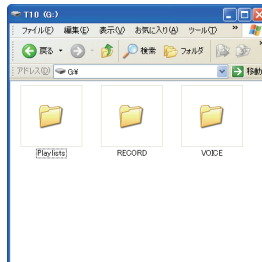 T10 (G:)
ファイル(F) 編集(E) 表示(V) お気に入り(A) ツール(T) »
戻る 検索 フォルダ »
アドレス(D) G:¥ 移動
Playlists RECORD VOICE